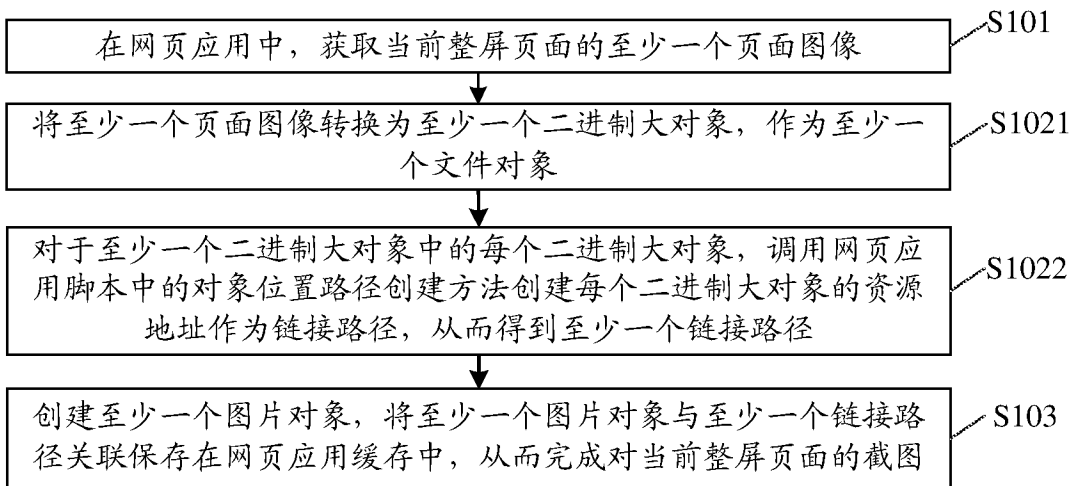 在网页应用中，获取当前整屏页面的至少一个页面图像
S101
将至少一个页面图像转换为至少一个二进制大对象，作为至少一
个文件对象
S1021
对于至少一个二进制大对象中的每个二进制大对象，调用网页应
用脚本中的对象位置路径创建方法创建每个二进制大对象的资源
地址作为链接路径，从而得到至少一个链接路径
S1022
创建至少一个图片对象，将至少一个图片对象与至少一个链接路
径关联保存在网页应用缓存中，从而完成对当前整屏页面的截图
S103